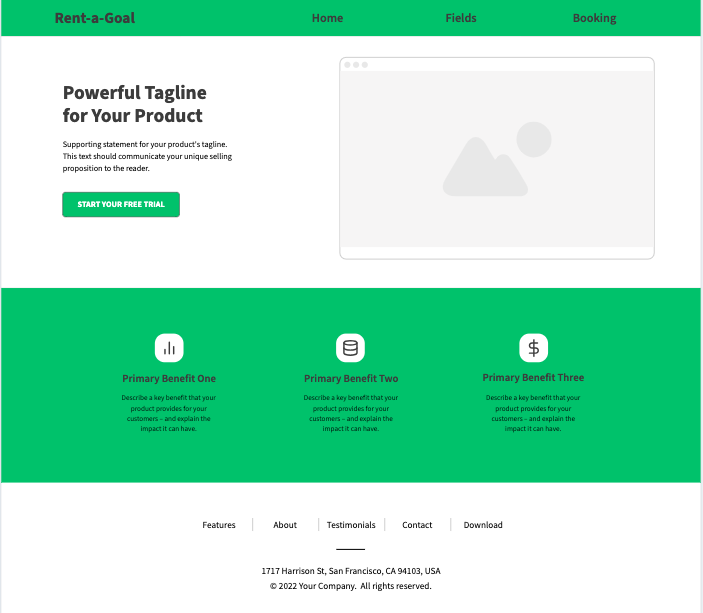 Rent-a-Goal
Home
Fields
Booking
Powerful Tagline
for Your Product
Supporting statement for your product's tagline.
This text should communicate your unique selling
proposition to the reader.
START YOUR FREE TRIAL
Primary Benefit One
Describe a key benefit that your
product provides for your
customers – and explain the
impact it can have.
Primary Benefit Two
Describe a key benefit that your
product provides for your
customers – and explain the
impact it can have.
Primary Benefit Three
Describe a key benefit that your
product provides for your
customers – and explain the
impact it can have.
Features
About
Testimonials
Contact
Download
1717 Harrison St, San Francisco, CA 94103, USA
© 2022 Your Company. All rights reserved.